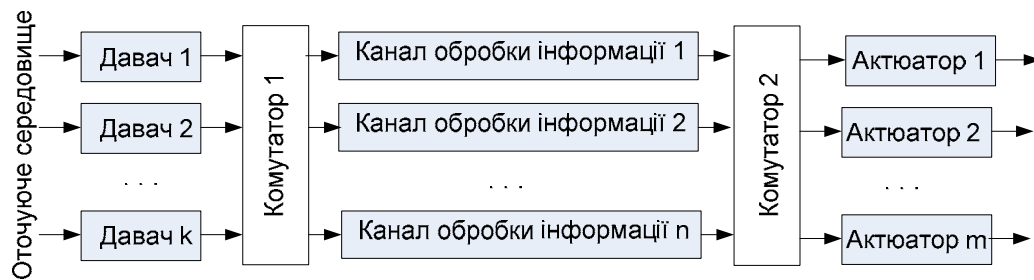 Оточуюче середовище
Давач 1
Давач 2
. . .
Давач k
Комутатор 1
Канал обробки інформації 1
Канал обробки інформації 2
. . .
Канал обробки інформації n
Комутатор 2
Актюатор 1
Актюатор 2
. . .
Актюатор m